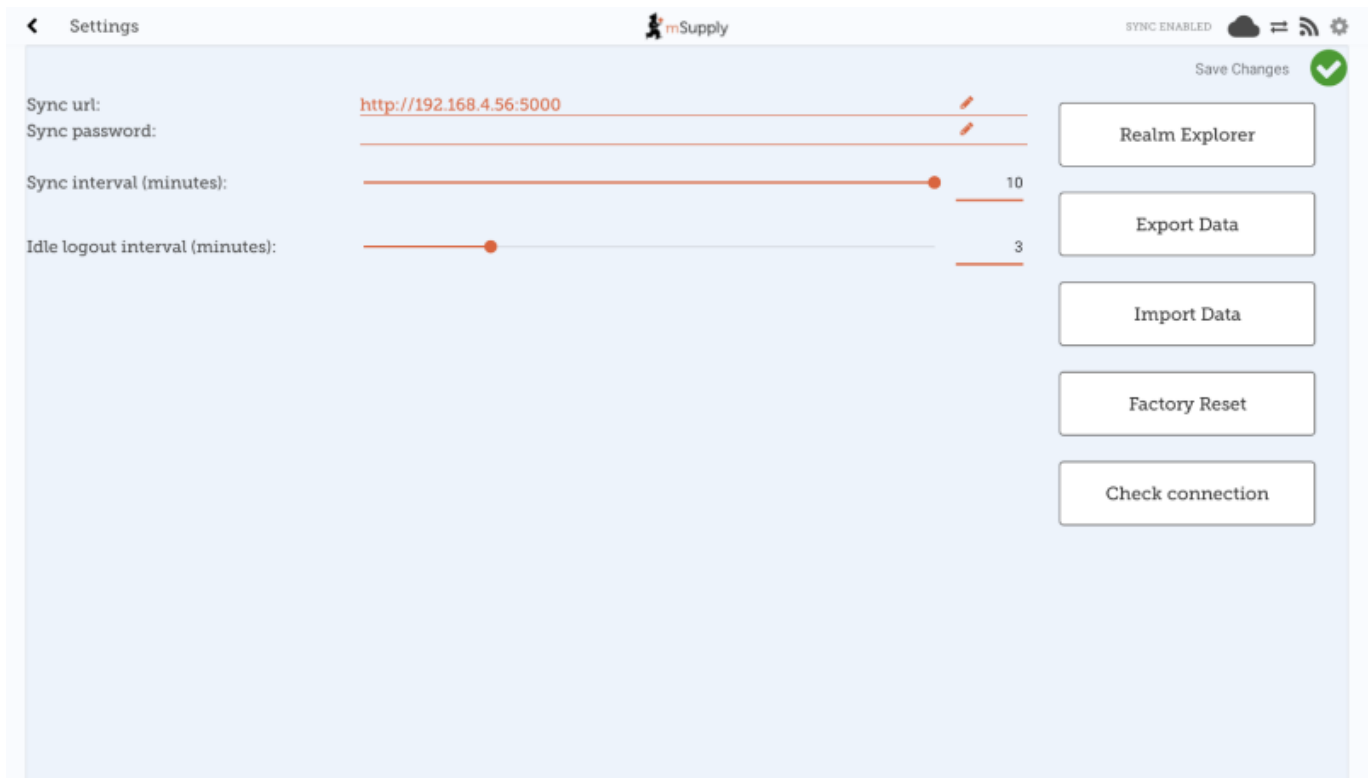 Settings
mSupply
SYNC ENABLED
Save Changes
Sync url:
http://192.168.4.56:5000
Sync password:
Sync interval (minutes):
10
Idle logout interval (minutes):
3
Realm Explorer
Export Data
Import Data
Factory Reset
Check connection